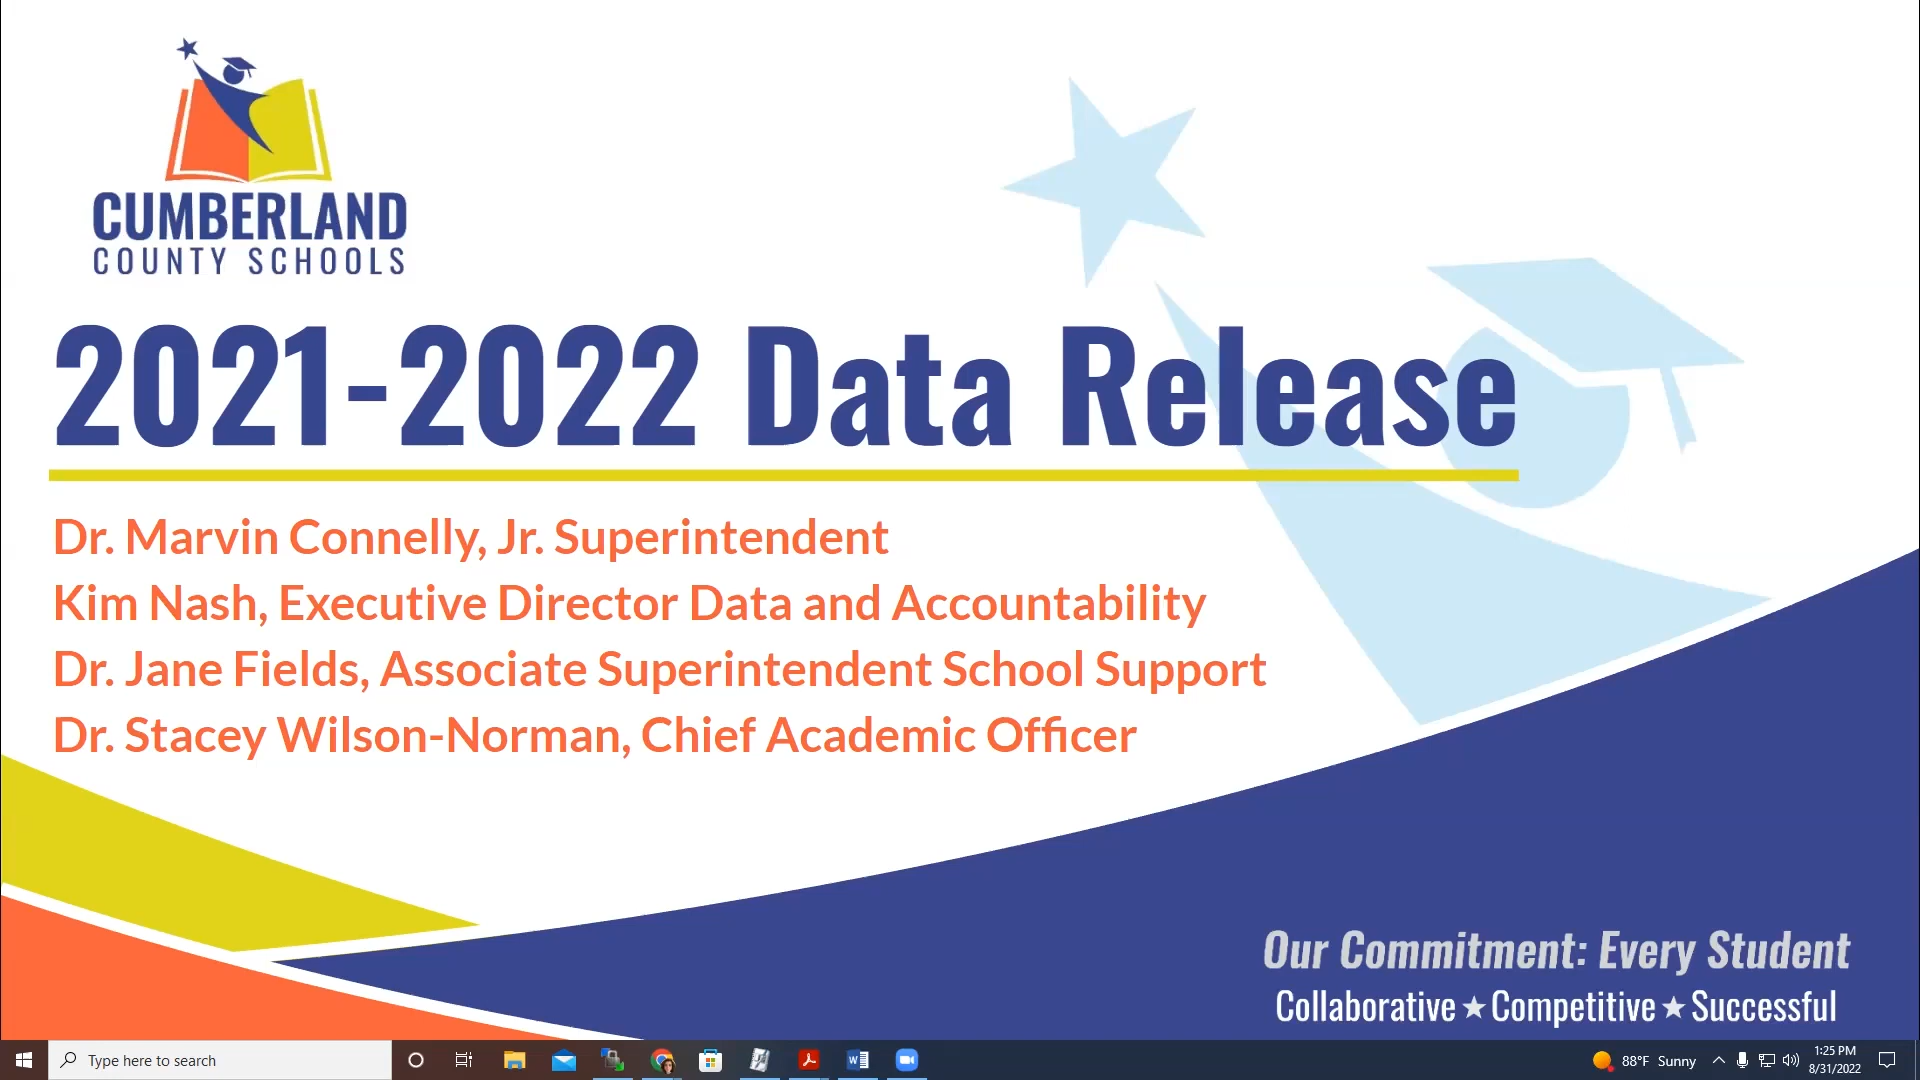 CUMBERLAND
COUNTY SCHOOLS
2021-2022 Data Release
Dr. Marvin Connelly, Jr. Superintendent
Kim Nash, Executive Director Data and Accountability
Dr. Jane Fields, Associate Superintendent School Support
Dr. Stacey Wilson-Norman, Chief Academic Officer
Our Commitment: Every Student
Collaborative ★ Competitive ★ Successful
Type here to search
88°F Sunny
1:25 PM
8/31/2022